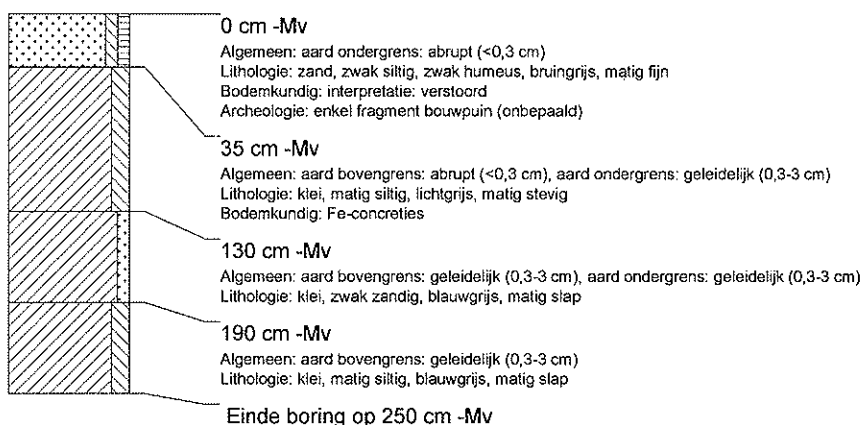 0 cm -Mv
Algemeen: aard ondergrens: abrupt (<0,3 cm)
Lithologie: zand, zwak siltig, zwak humeus, bruingrijs, matig fijn
Bodemkundig: interpretatie: verstoord
Archeologie: enkel fragment bouwpuin (onbepaald)
35 cm -Mv
Algemeen: aard bovengrens: abrupt (<0,3 cm), aard ondergrens: geleidelijk (0,3-3 cm)
Lithologie: klei, matig siltig, lichtgrijs, matig stevig
Bodemkundig: Fe-concreties
130 cm -Mv
Algemeen: aard bovengrens: geleidelijk (0,3-3 cm), aard ondergrens: geleidelijk (0,3-3 cm)
Lithologie: klei, zwak zandig, blauwgrijs, matig slap
190 cm -Mv
Algemeen: aard bovengrens: geleidelijk (0,3-3 cm)
Lithologie: klei, matig siltig, blauwgrijs, matig slap
Einde boring op 250 cm -Mv